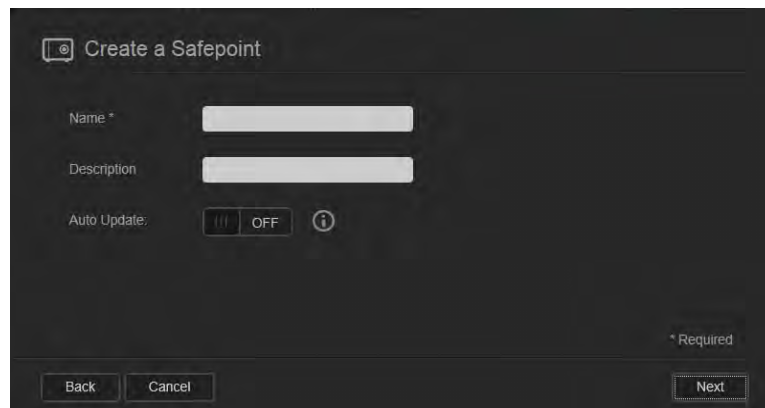 Create a Safepoint
Name *
Description
Auto Update:
OFF
* Required
Back Cancel Next